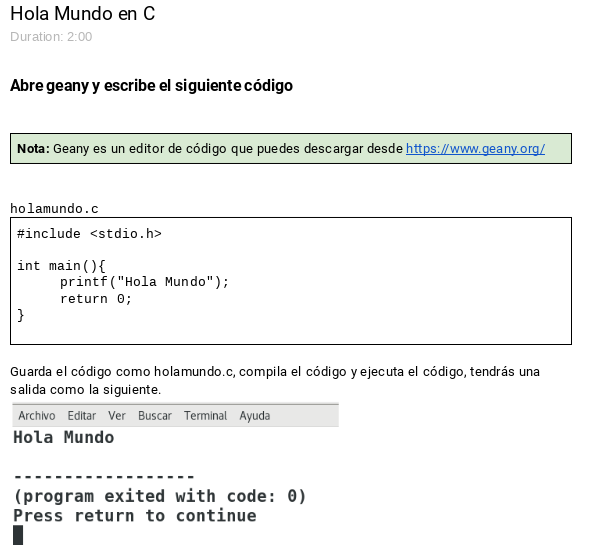 Hola Mundo en C
Duration: 2:00
Abre geany y escribe el siguiente código
Nota: Geany es un editor de código que puedes descargar desde https://www.geany.org/
holamundo.c
#include <stdio.h>
int main(){
printf("Hola Mundo");
return 0;
}
Guarda el código como holamundo.c, compila el código y ejecuta el código, tendrás una
salida como la siguiente.
Archivo Editar Ver Buscar Terminal Ayuda
Hola Mundo
------------------
(program exited with code: 0)
Press return to continue